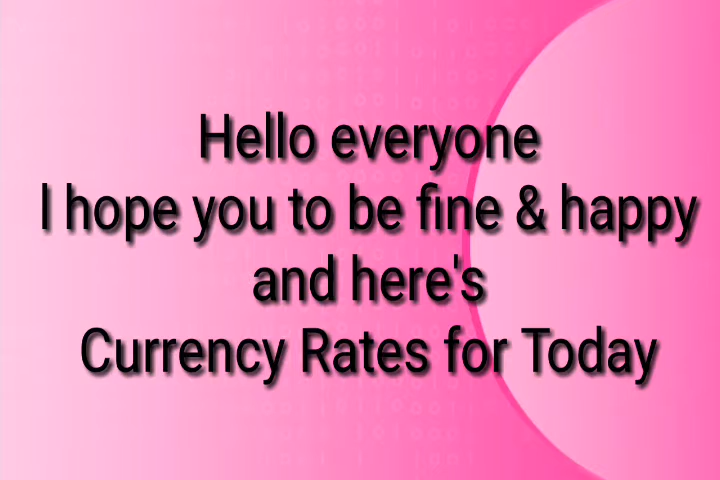 Hello everyone
I hope you to be fine & happy
and here's
Currency Rates for Today